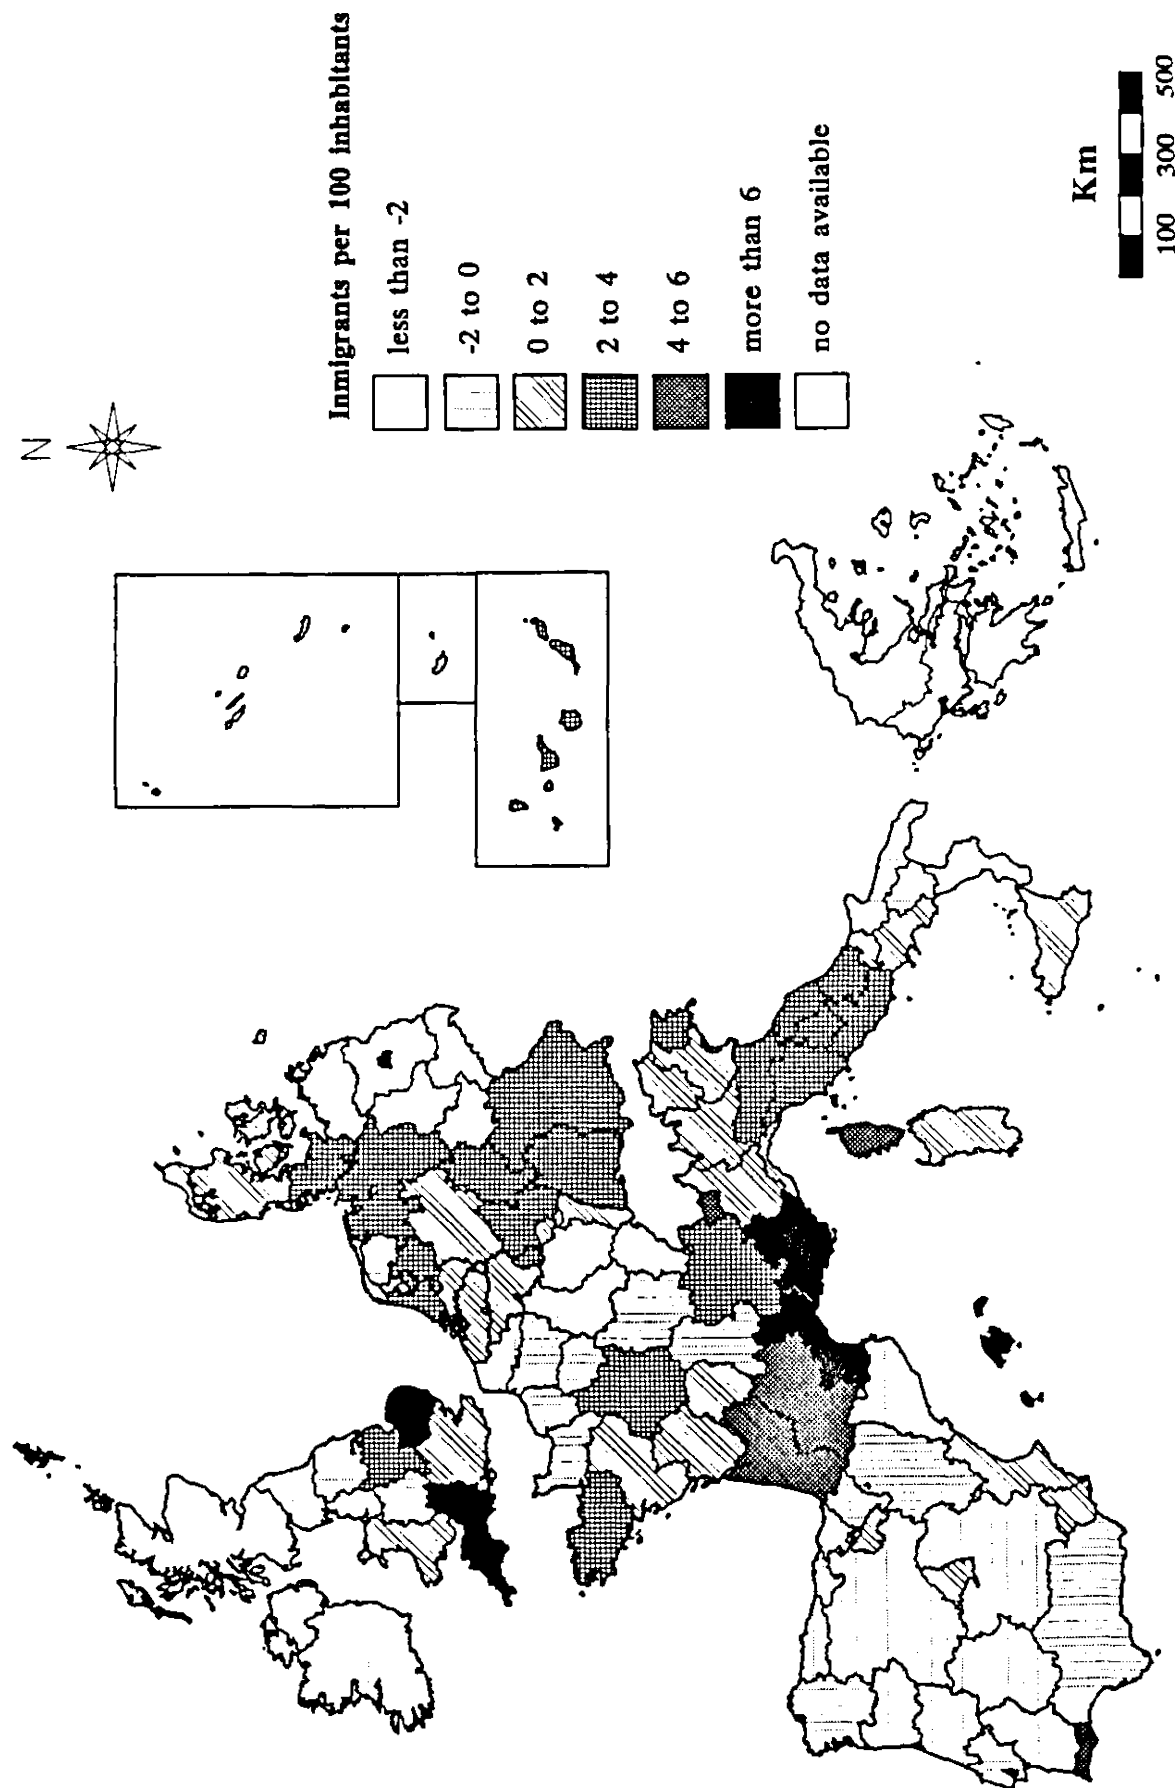 N
Immigrants per 100 inhabitants
less than -2
-2 to 0
0 to 2
2 to 4
4 to 6
more than 6
no data available
Km
100 300 500